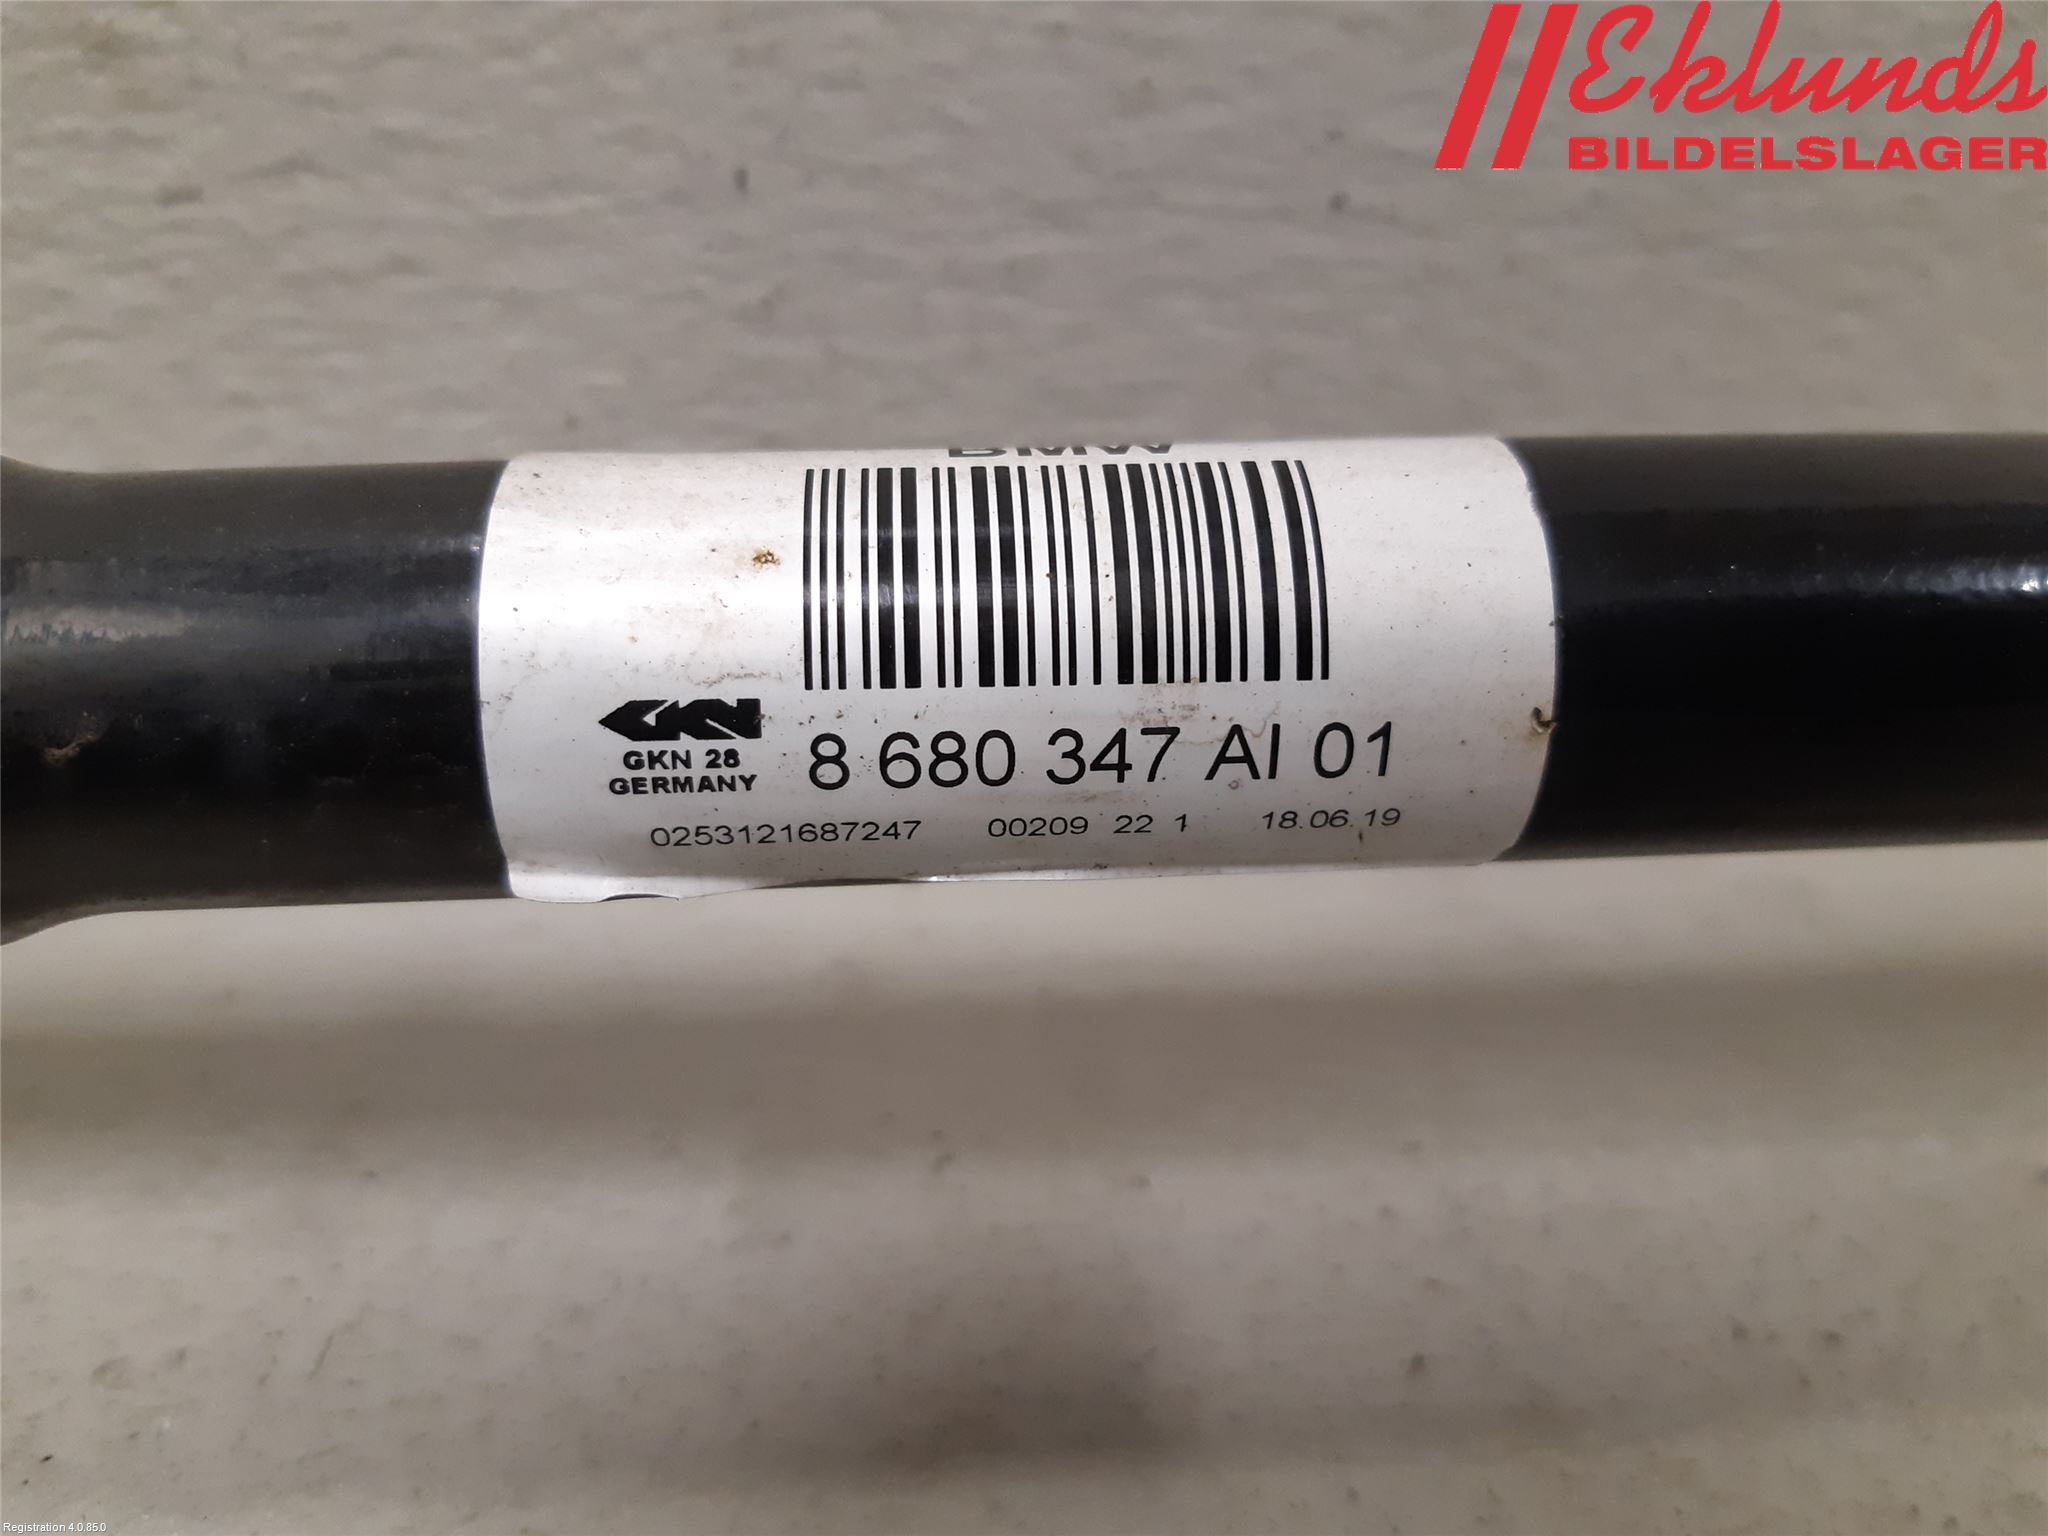 Eklunds
BILDELSLAGER
BMW
GKN
GKN 28
GERMANY
8 680 347 AI 01
0253121687247 00209 22 1 18.06.19
Registration 4.0.85.0